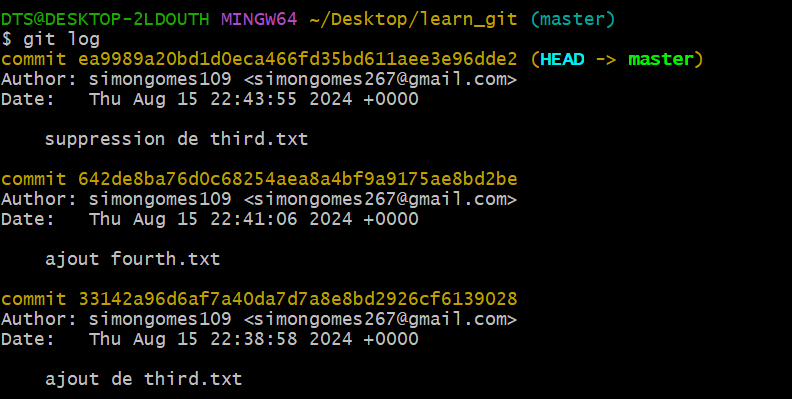 DTS@DESKTOP-2LDOUTH MINGW64 ~/Desktop/learn_git (master)
$ git log
commit ea9989a20bd1d0eca466fd35bd611aee3e96dde2 (HEAD -> master)
Author: simongomes109 <simongomes267@gmail.com>
Date:   Thu Aug 15 22:43:55 2024 +0000

    suppression de third.txt

commit 642de8ba76d0c68254aea8a4bf9a9175ae8bd2be
Author: simongomes109 <simongomes267@gmail.com>
Date:   Thu Aug 15 22:41:06 2024 +0000

    ajout fourth.txt

commit 33142a96d6af7a40da7d7a8e8bd2926cf6139028
Author: simongomes109 <simongomes267@gmail.com>
Date:   Thu Aug 15 22:38:58 2024 +0000

    ajout de third.txt